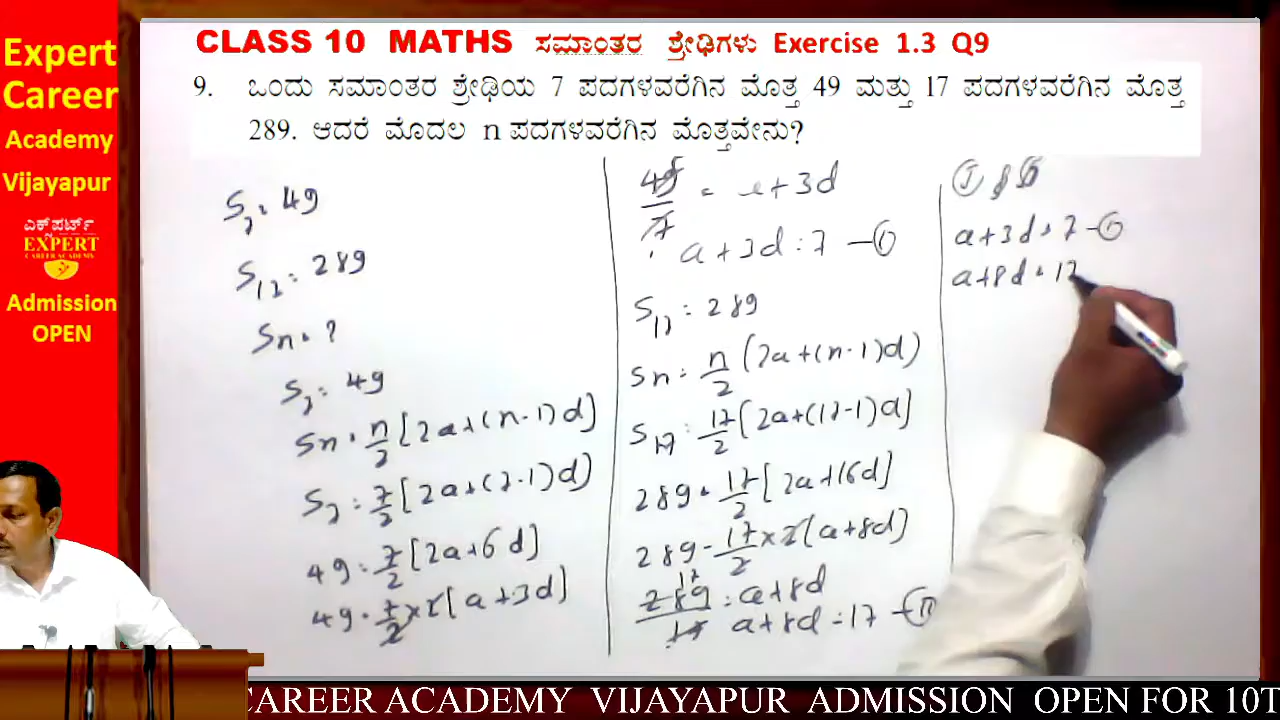 Expert
Career
Academy
Vijayapur
ಎಕ್ಸ್‌ಪರ್ಟ್
EXPERT
CAREER ACADEMY
Admission
OPEN
CLASS 10 MATHS ಸಮಾಂತರ ಶ್ರೇಢಿಗಳು Exercise 1.3 Q9
9. ಒಂದು ಸಮಾಂತರ ಶ್ರೇಢಿಯ 7 ಪದಗಳವರೆಗಿನ ಮೊತ್ತ 49 ಮತ್ತು 17 ಪದಗಳವರೆಗಿನ ಮೊತ್ತ
289. ಆದರೆ ಮೊದಲ n ಪದಗಳವರೆಗಿನ ಮೊತ್ತವೇನು?
S7 = 49
S17 = 289
Sn = ?
S7 = 49
Sn = n/2 [2a+(n-1)d]
S7 = 7/2 [2a+(7-1)d]
49 = 7/2 [2a+6d]
49 = 7/2 × 2 [a+3d]
49/7 = a+3d
a+3d = 7 —①
S17 = 289
Sn = n/2 (2a+(n-1)d)
S17 = 17/2 [2a+(17-1)d]
289 = 17/2 [2a+16d]
289 = 17/2 × 2 (a+8d)
17
289/17 = a+8d
a+8d = 17 —Ⅱ
a+3d = 7 —①
a+8d = 17
CAREER ACADEMY VIJAYAPUR ADMISSION OPEN FOR 10T